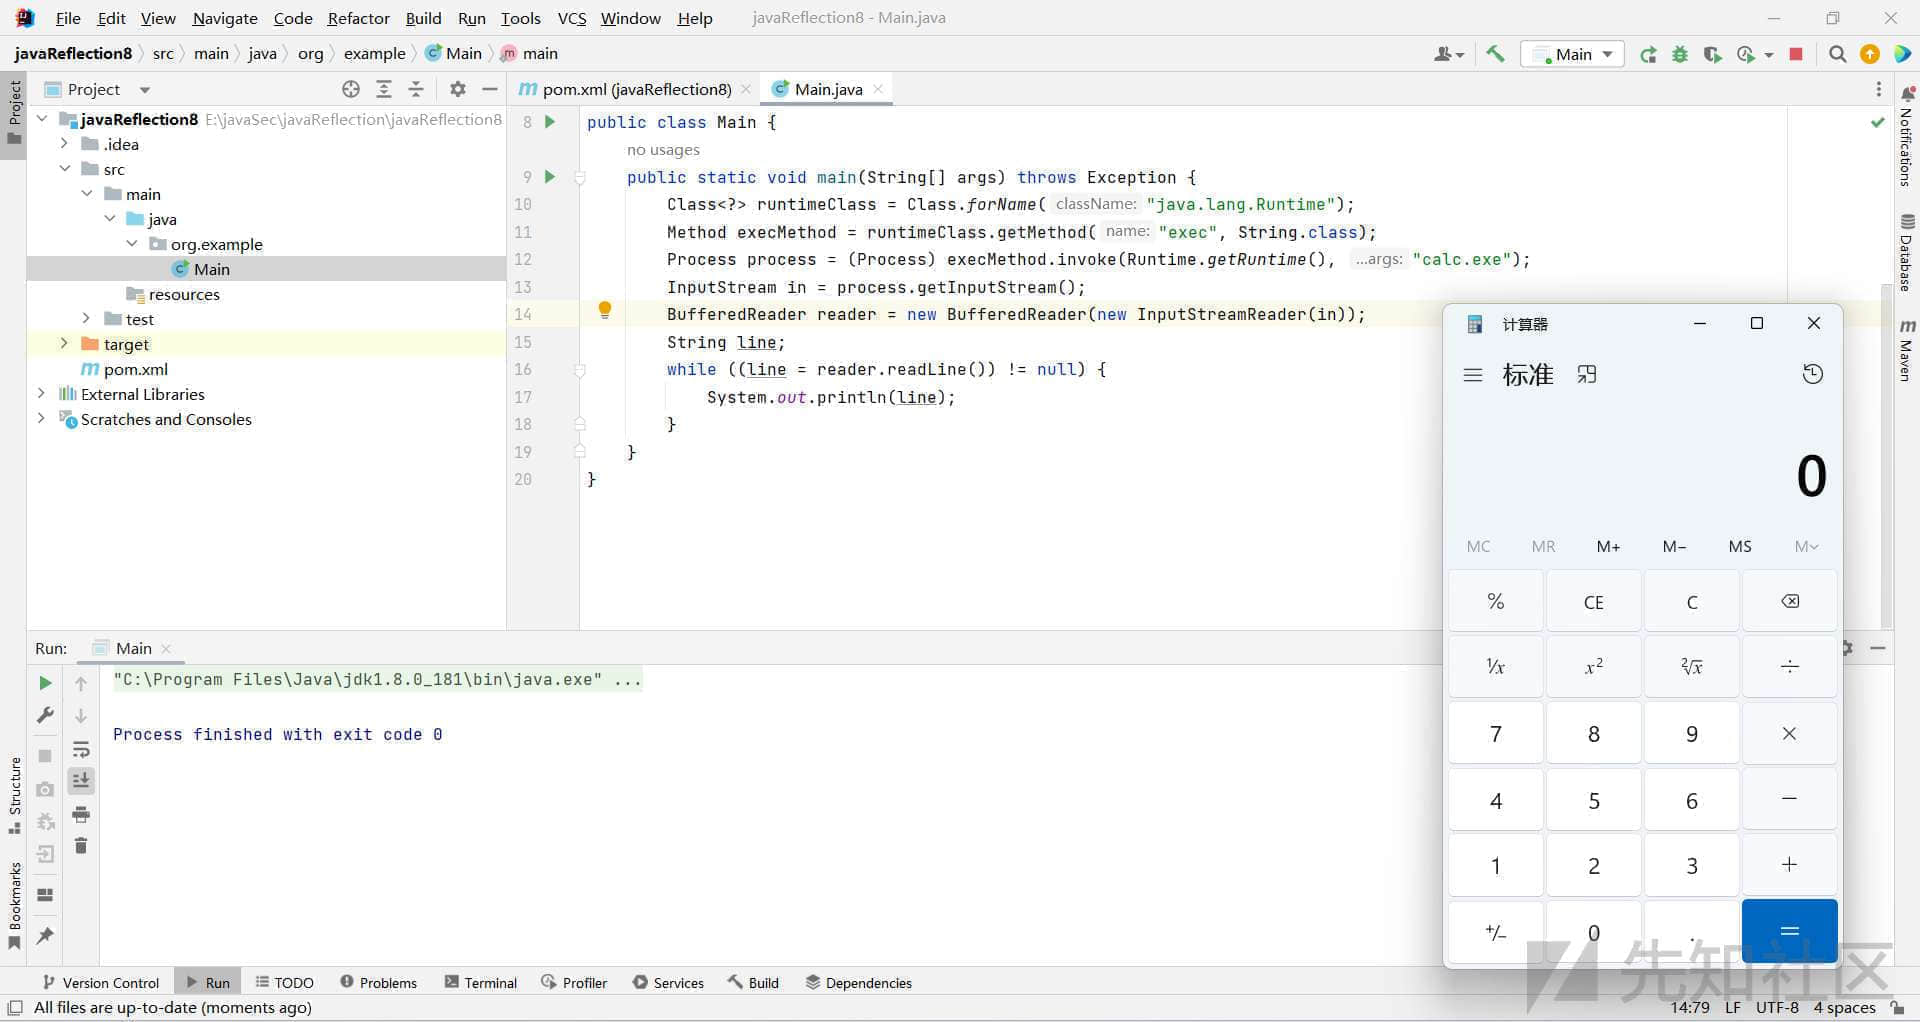 File Edit View Navigate Code Refactor Build Run Tools VCS Window Help javaReflection8 - Main.java
javaReflection8 src main java org example Main main
Main
Project
pom.xml (javaReflection8)
Main.java
Project
javaReflection8 E:\javaSec\javaReflection\javaReflection8
.idea
src
main
java
org.example
Main
resources
test
target
pom.xml
External Libraries
Scratches and Consoles
8 public class Main {
no usages
9 public static void main(String[] args) throws Exception {
10 Class<?> runtimeClass = Class.forName( className: "java.lang.Runtime");
11 Method execMethod = runtimeClass.getMethod( name: "exec", String.class);
12 Process process = (Process) execMethod.invoke(Runtime.getRuntime(), ...args: "calc.exe");
13 InputStream in = process.getInputStream();
14 BufferedReader reader = new BufferedReader(new InputStreamReader(in));
15 String line;
16 while ((line = reader.readLine()) != null) {
17 System.out.println(line);
18 }
19 }
20 }
Notifications
Database
Maven
计算器
标准
0
MC MR M+ M− MS M
% CE C
¹/x x² ²√x ÷
7 8 9 ×
4 5 6 −
1 2 3 +
+/− 0 . =
Run: Main
"C:\Program Files\Java\jdk1.8.0_181\bin\java.exe" ...
Process finished with exit code 0
Structure
Bookmarks
Version Control Run TODO Problems Terminal Profiler Services Build Dependencies
All files are up-to-date (moments ago)
14:79 LF UTF-8 4 spaces
先知社区